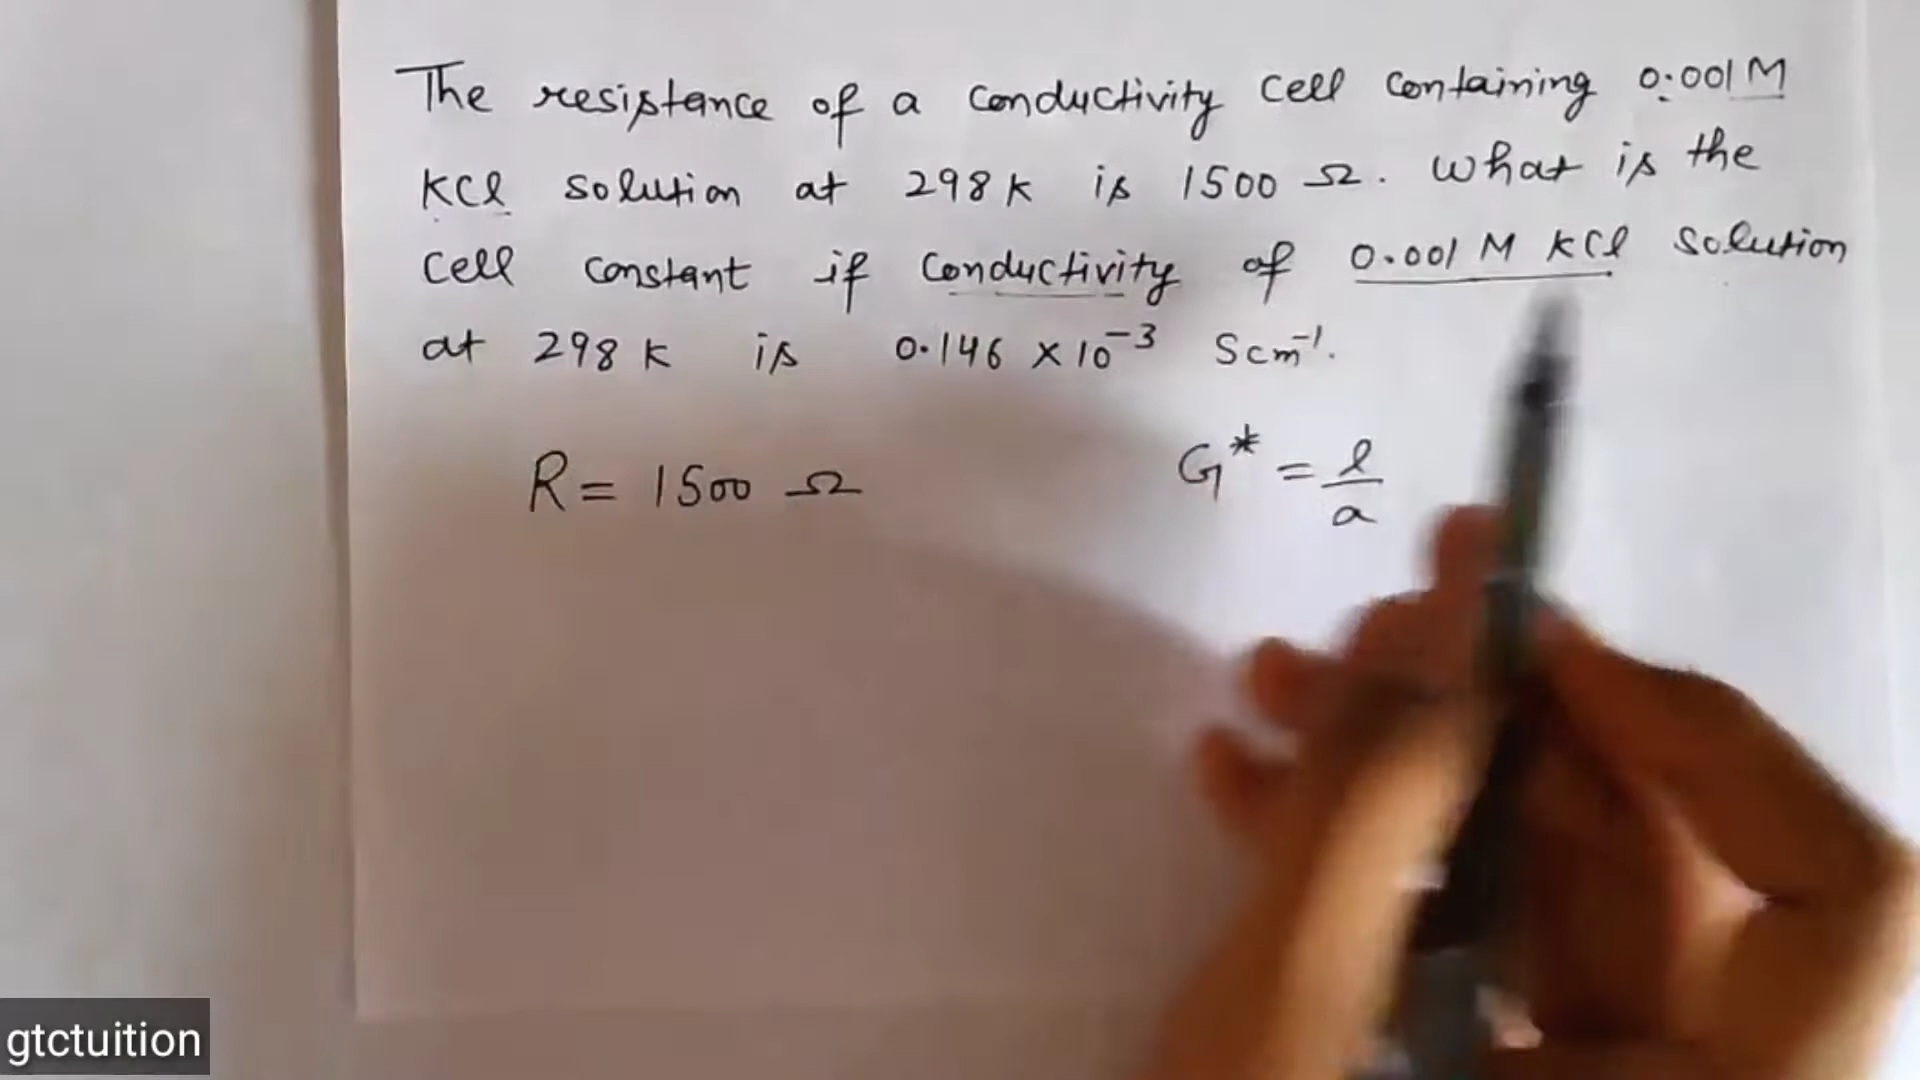 The resistance of a conductivity cell containing 0.001 M
KCl solution at 298 K is 1500 Ω. What is the
cell constant if conductivity of 0.001 M KCl solution
at 298 K is 0.146 × 10⁻³ S cm⁻¹.
R = 1500 Ω
G* = l/a
gtctuition